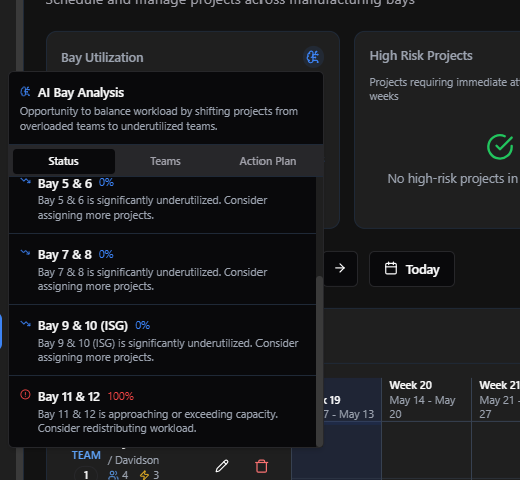 Schedule and manage projects across manufacturing bays
Bay Utilization
High Risk Projects
Projects requiring immediate
weeks
No high-risk projects in
AI Bay Analysis
Opportunity to balance workload by shifting projects from
overloaded teams to underutilized teams.
Status Teams Action Plan
Bay 5 & 6 0%
Bay 5 & 6 is significantly underutilized. Consider
assigning more projects.
Bay 7 & 8 0%
Bay 7 & 8 is significantly underutilized. Consider
assigning more projects.
Bay 9 & 10 (ISG) 0%
Bay 9 & 10 (ISG) is significantly underutilized. Consider
assigning more projects.
Bay 11 & 12 100%
Bay 11 & 12 is approaching or exceeding capacity.
Consider redistributing workload.
Today
19
7 - May 13
Week 20
May 14 - May
20
Week 21
May 21 -
27
TEAM
1
/ Davidson
4 3